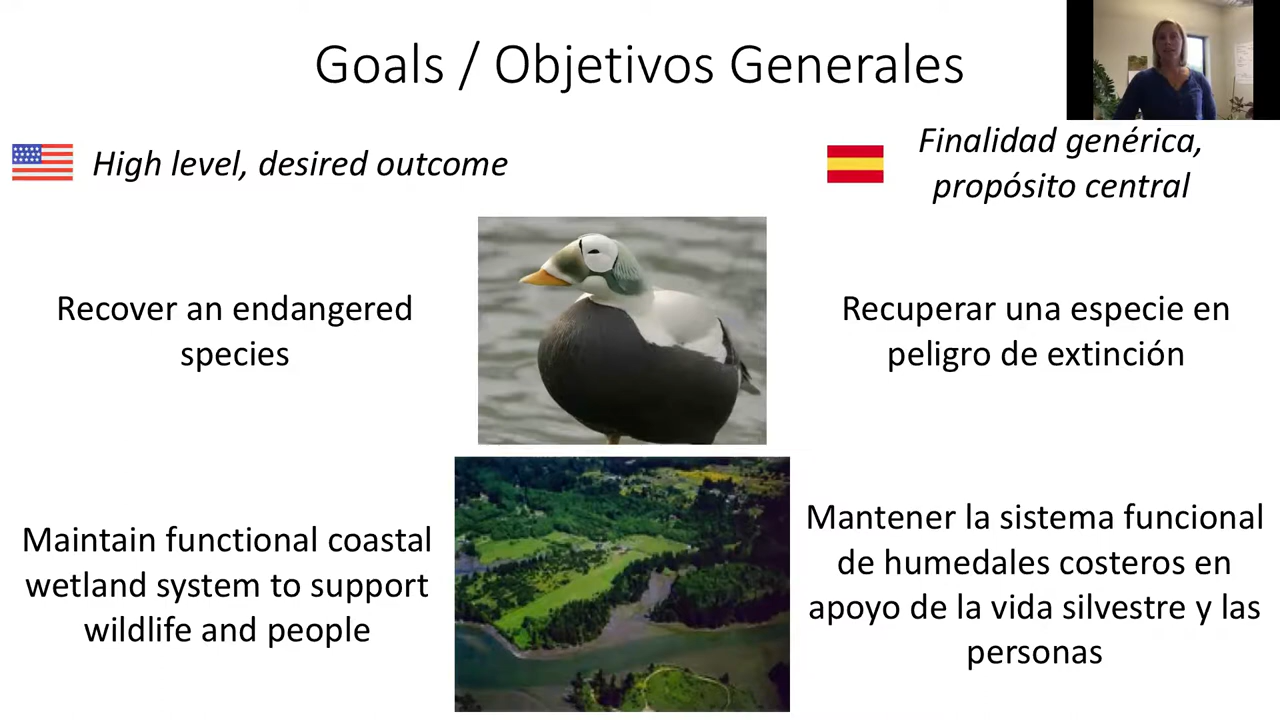 Goals / Objetivos Generales
High level, desired outcome
Finalidad genérica,
propósito central
Recover an endangered
species
Recuperar una especie en
peligro de extinción
Maintain functional coastal
wetland system to support
wildlife and people
Mantener la sistema funcional
de humedales costeros en
apoyo de la vida silvestre y las
personas